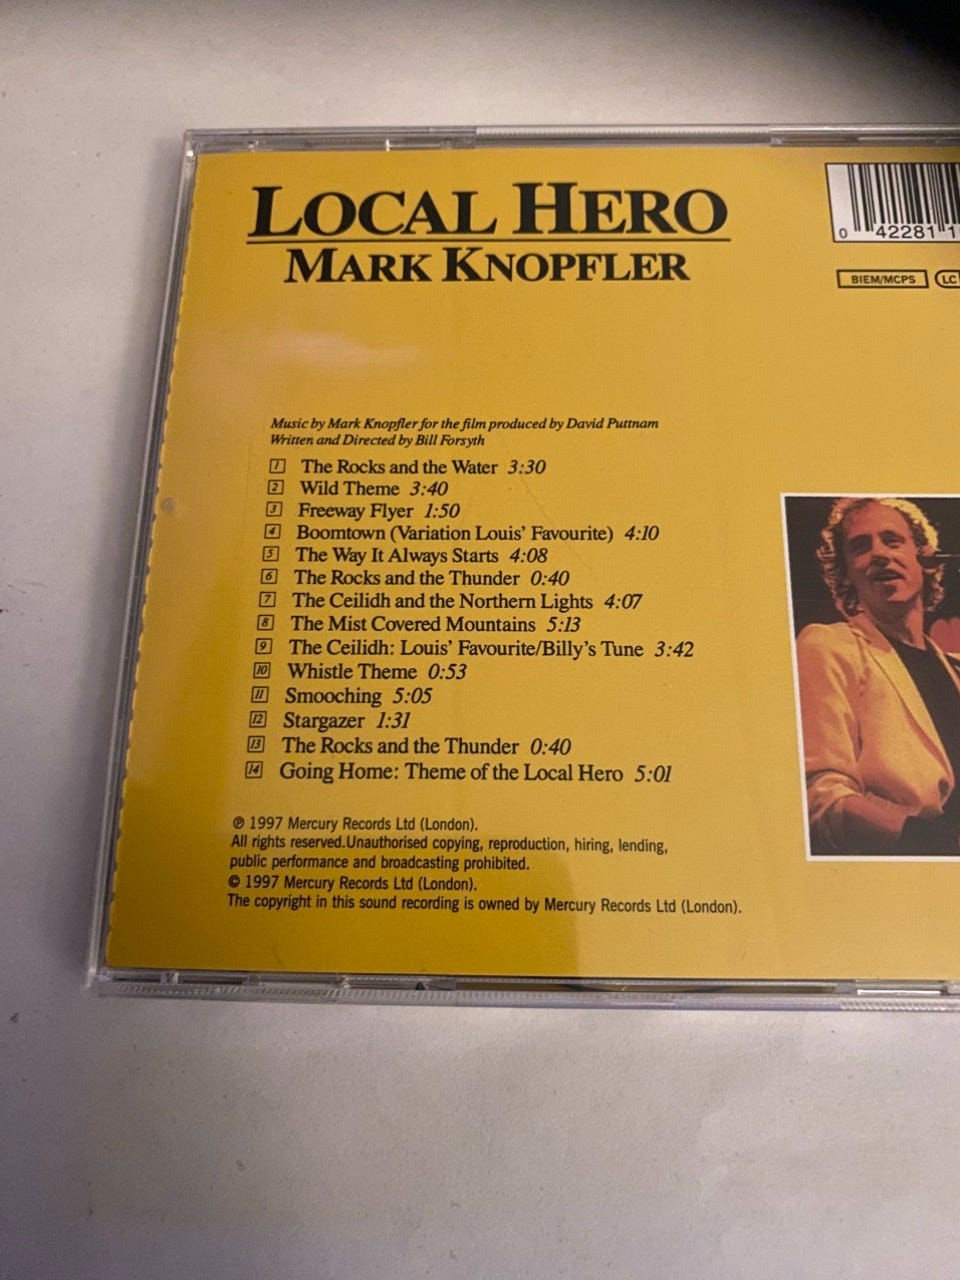 LOCAL HERO
MARK KNOPFLER
0 42281 1
BIEM/MCPS LC
Music by Mark Knopfler for the film produced by David Puttnam
Written and Directed by Bill Forsyth
1 The Rocks and the Water 3:30
2 Wild Theme 3:40
3 Freeway Flyer 1:50
4 Boomtown (Variation Louis' Favourite) 4:10
5 The Way It Always Starts 4:08
6 The Rocks and the Thunder 0:40
7 The Ceilidh and the Northern Lights 4:07
8 The Mist Covered Mountains 5:13
9 The Ceilidh: Louis' Favourite/Billy's Tune 3:42
10 Whistle Theme 0:53
11 Smooching 5:05
12 Stargazer 1:31
13 The Rocks and the Thunder 0:40
14 Going Home: Theme of the Local Hero 5:01
℗ 1997 Mercury Records Ltd (London).
All rights reserved.Unauthorised copying, reproduction, hiring, lending,
public performance and broadcasting prohibited.
© 1997 Mercury Records Ltd (London).
The copyright in this sound recording is owned by Mercury Records Ltd (London).